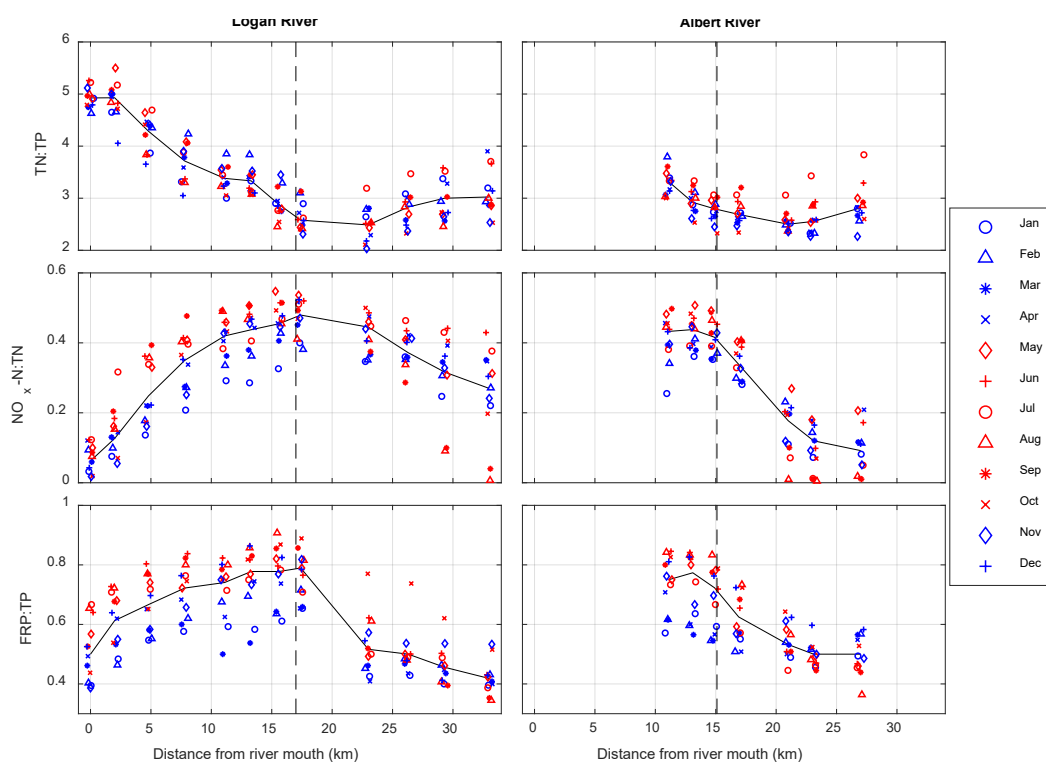 Logan River
Albert River
6
5
4
3
2
TN:TP
0.6
0.4
0.2
0
NO x -N:TN
1
0.8
0.6
0.4
FRP:TP
0 5 10 15 20 25 30
0 5 10 15 20 25 30
Distance from river mouth (km)
Distance from river mouth (km)
Jan
Feb
Mar
Apr
May
Jun
Jul
Aug
Sep
Oct
Nov
Dec